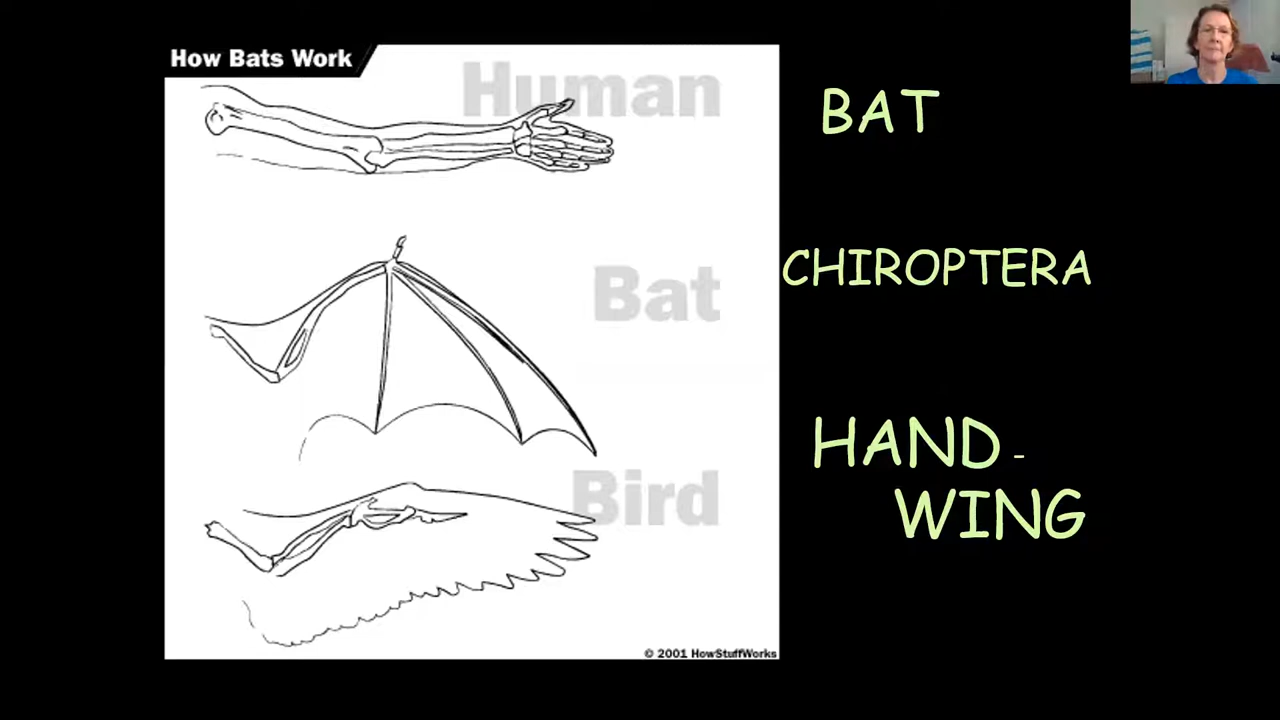 How Bats Work
Human
Bat
Bird
© 2001 HowStuffWorks
BAT
CHIROPTERA
HAND -
WING